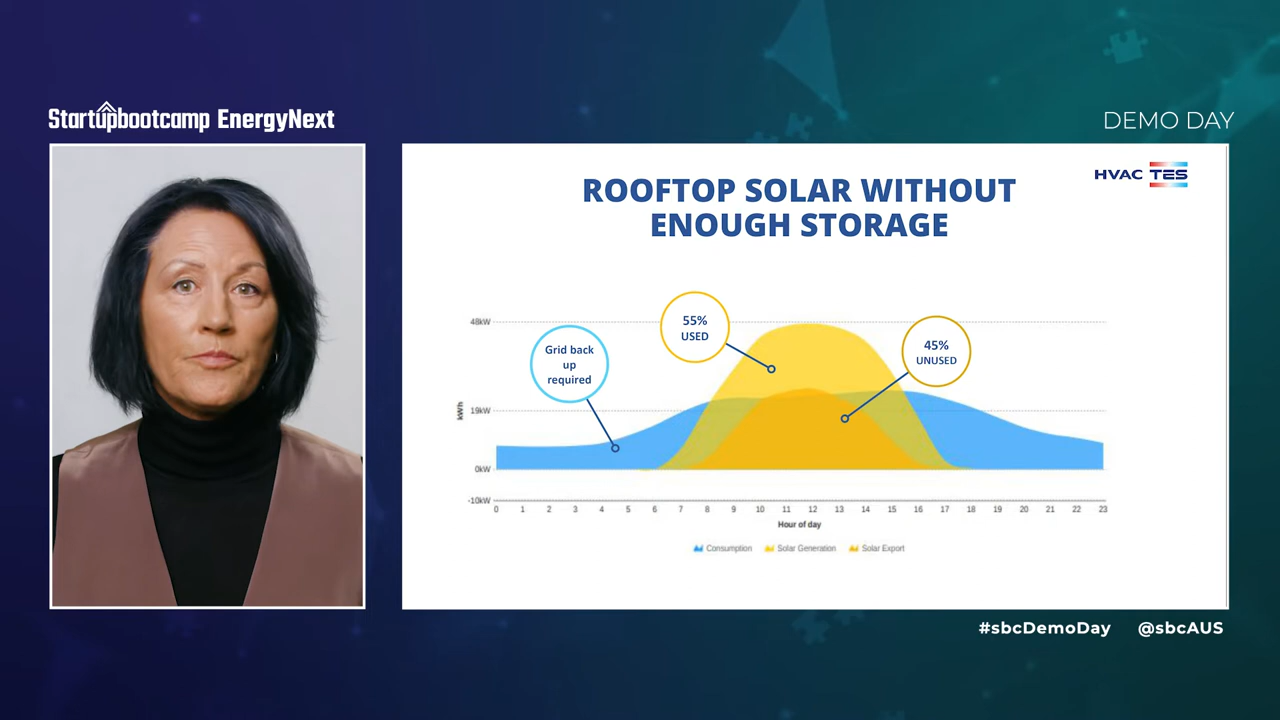 Startupbootcamp EnergyNext
DEMO DAY
HVAC TES
ROOFTOP SOLAR WITHOUT
ENOUGH STORAGE
55%
USED
45%
UNUSED
Grid back
up
required
48kW
19kW
0kW
-10kW
kWh
0 1 2 3 4 5 6 7 8 9 10 11 12 13 14 15 16 17 18 19 20 21 22 23
Hour of day
Consumption Solar Generation Solar Export
#sbcDemoDay @sbcAUS